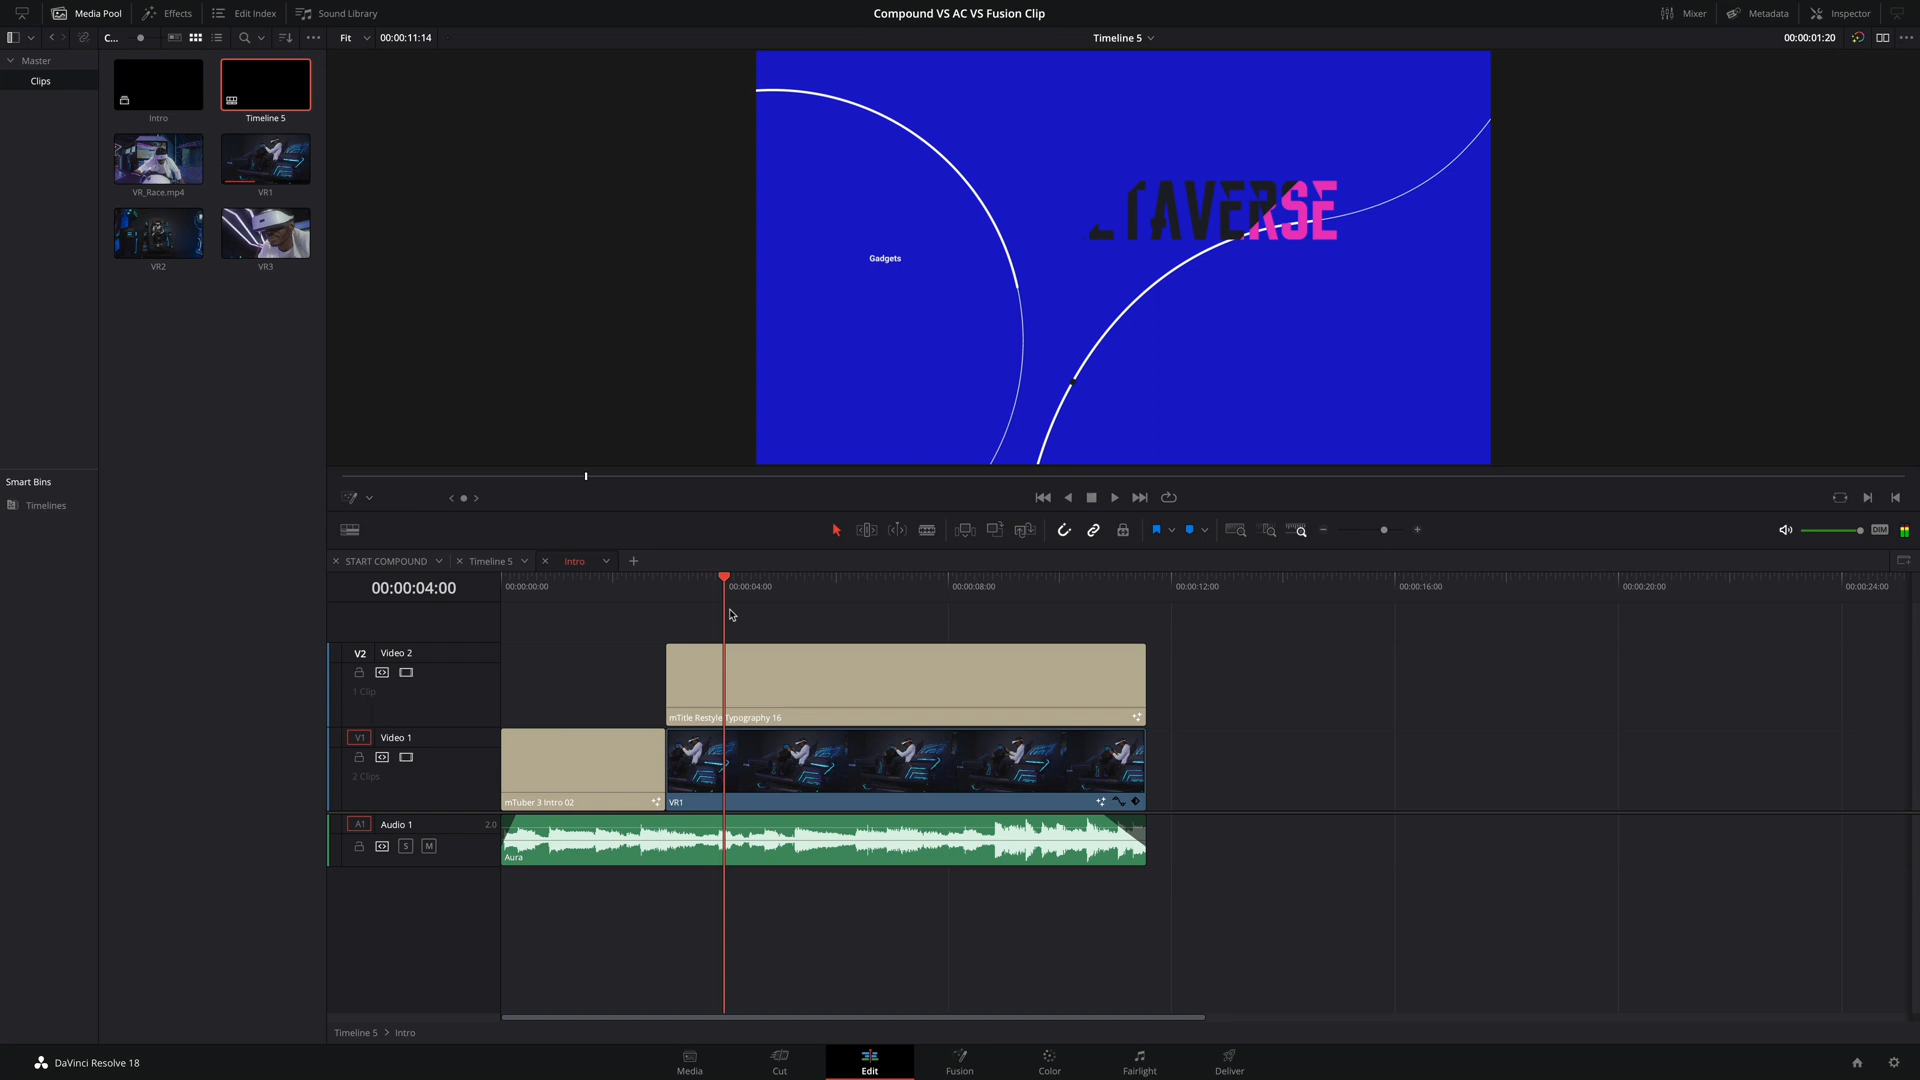 Media Pool
Effects
Edit Index
Sound Library
Compound VS AC VS Fusion Clip
Mixer
Metadata
Inspector
C...
Fit
00:00:11:14
Timeline 5
00:00:01:20
Master
Clips
Intro
Timeline 5
VR_Race.mp4
VR1
VR2
VR3
TAVERSE
Gadgets
Smart Bins
Timelines
DIM
START COMPOUND
Timeline 5
Intro
00:00:04:00
00:00:00:00
00:00:04:00
00:00:08:00
00:00:12:00
00:00:16:00
00:00:20:00
00:00:24:00
V2
Video 2
1 Clip
mTitle Restyle Typography 16
V1
Video 1
2 Clips
mTuber 3 Intro 02
VR1
A1
Audio 1
2.0
S
M
Aura
Timeline 5 > Intro
DaVinci Resolve 18
Media
Cut
Edit
Fusion
Color
Fairlight
Deliver